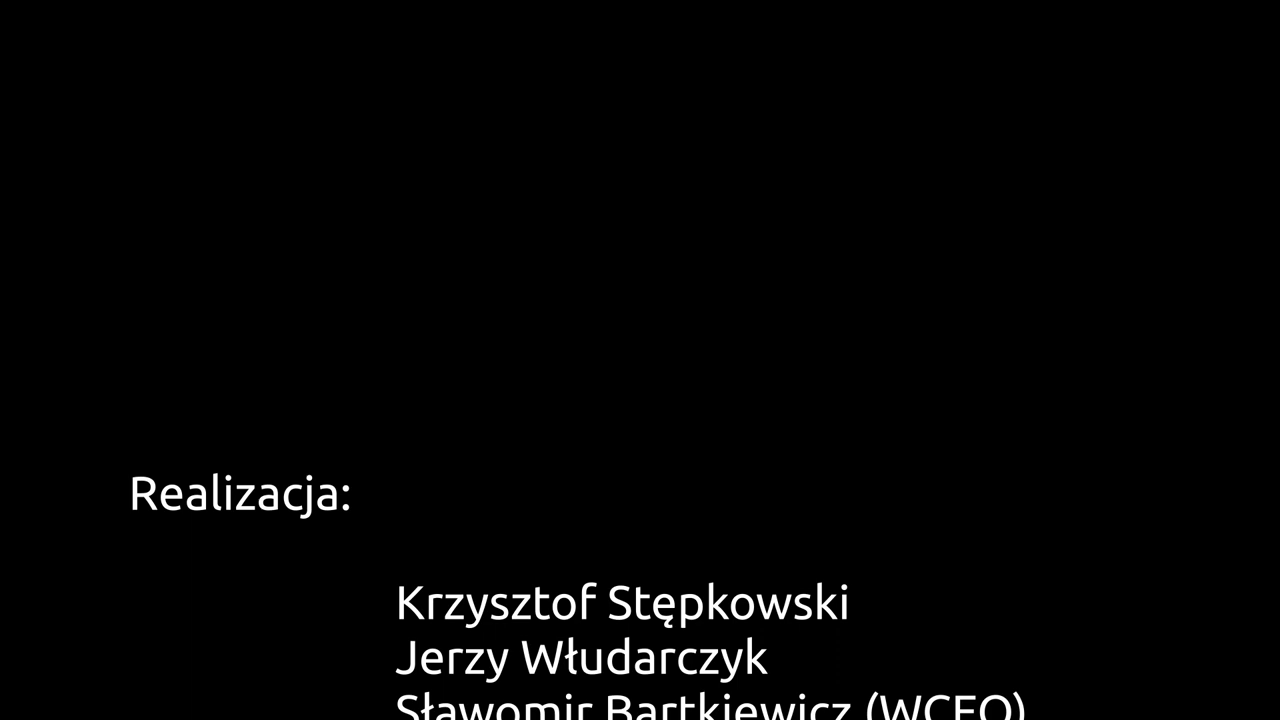 Realizacja:
Krzysztof Stępkowski
Jerzy Włudarczyk
Sławomir Bartkiewicz (WCEO)